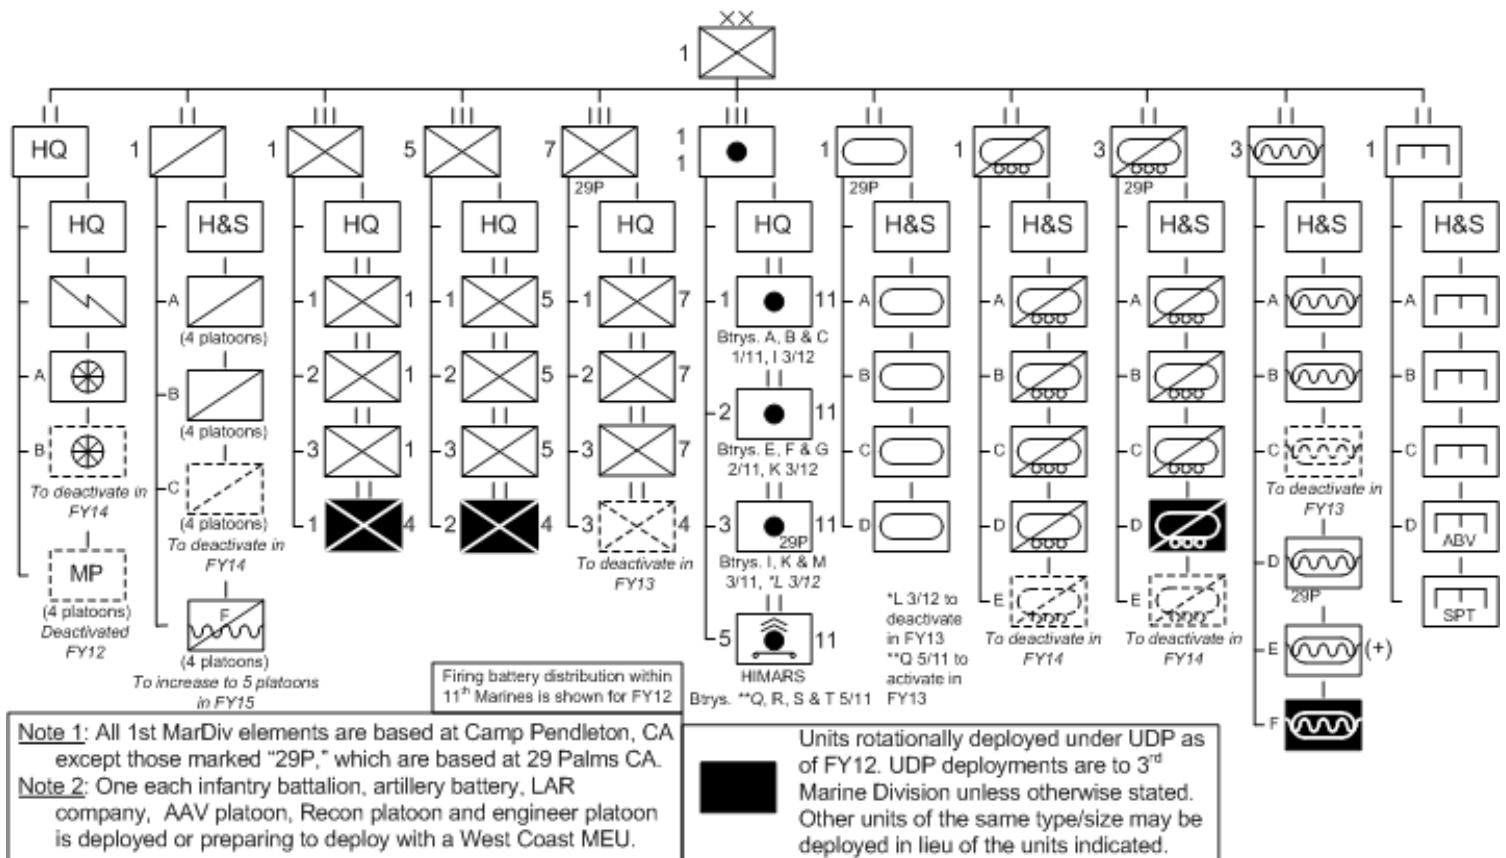 XX
1
HQ
1
1
5
7
29P
1
1
1
29P
1
3
29P
3
1
HQ
H&S
HQ
HQ
HQ
HQ
H&S
H&S
H&S
H&S
H&S
A
(4 platoons)
1 1
1 5
1 7
1 11
Btrys. A, B & C
1/11, I 3/12
A
A
A
A
A
A
B
(4 platoons)
2 1
2 5
2 7
2 11
Btrys. E, F & G
2/11, K 3/12
B
B
B
B
B
B
To deactivate in
FY14
C
(4 platoons)
To deactivate in
FY14
3 1
3 5
3 7
3 11
29P
Btrys. I, K & M
3/11, *L 3/12
C
C
C
C
To deactivate in
FY13
C
MP
(4 platoons)
Deactivated
FY12
F
(4 platoons)
To increase to 5 platoons
in FY15
1 4
2 4
3 4
To deactivate in
FY13
5 11
HIMARS
Btrys. **Q, R, S & T 5/11
D
D
D
D
29P
D
ABV
*L 3/12 to
deactivate
in FY13
**Q 5/11 to
activate in
FY13
E
To deactivate in
FY14
E
To deactivate in
FY14
E (+)
SPT
F
Firing battery distribution within
11th Marines is shown for FY12
Note 1: All 1st MarDiv elements are based at Camp Pendleton, CA
except those marked “29P,” which are based at 29 Palms CA.
Note 2: One each infantry battalion, artillery battery, LAR
company, AAV platoon, Recon platoon and engineer platoon
is deployed or preparing to deploy with a West Coast MEU.
Units rotationally deployed under UDP as
of FY12. UDP deployments are to 3rd
Marine Division unless otherwise stated.
Other units of the same type/size may be
deployed in lieu of the units indicated.